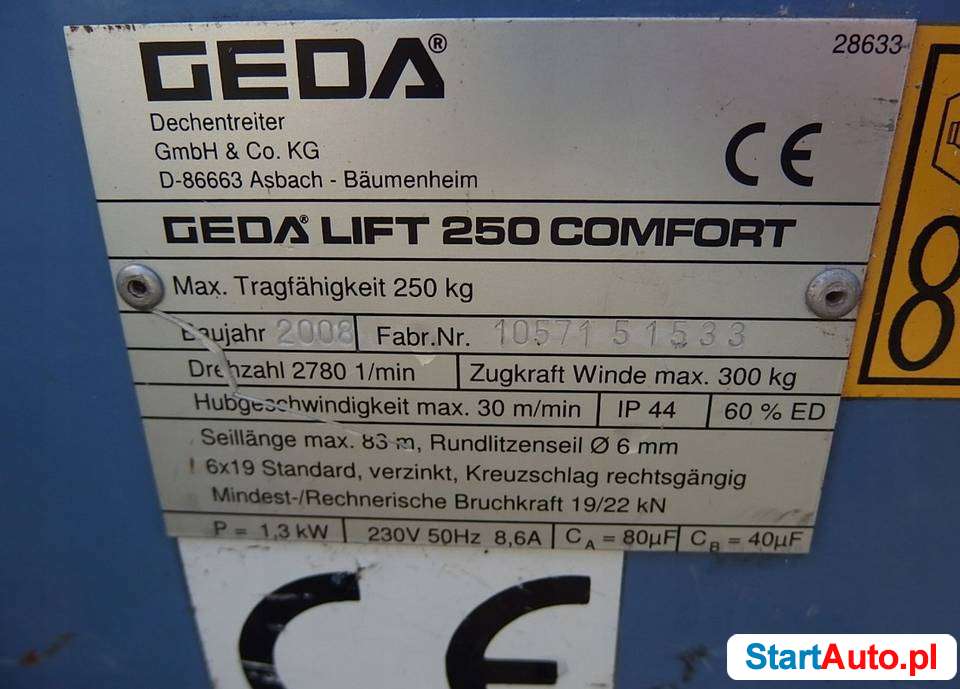 GEDA®
28633
Dechentreiter
GmbH & Co. KG
D-86663 Asbach - Bäumenheim
CE
GEDA® LIFT 250 COMFORT
Max. Tragfähigkeit 250 kg
Baujahr 2008 Fabr.Nr. 10571 51533
Drehzahl 2780 1/min Zugkraft Winde max. 300 kg
Hubgeschwindigkeit max. 30 m/min IP 44 60 % ED
Seillänge max. 83 m, Rundlitzenseil Ø 6 mm
6x19 Standard, verzinkt, Kreuzschlag rechtsgängig
Mindest-/Rechnerische Bruchkraft 19/22 kN
P = 1,3 kW 230V 50Hz 8,6A CA = 80µF CB = 40µF
8
CE
StartAuto.pl